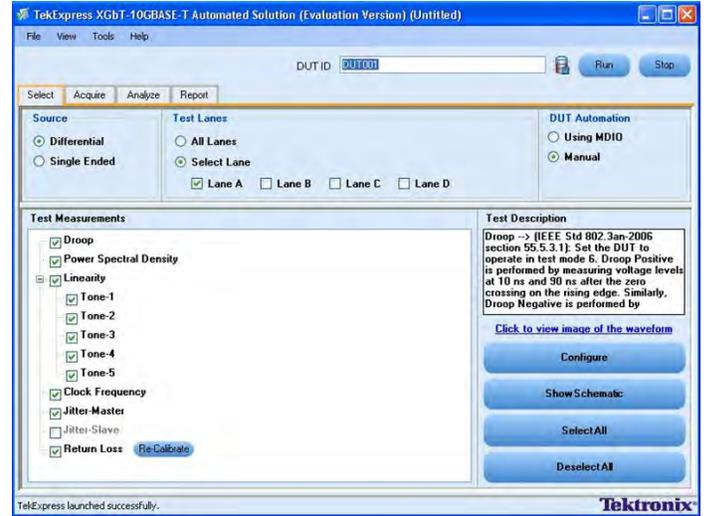 TekExpress XGbT-10GBASE-T Automated Solution (Evaluation Version) (Untitled)
File View Tools Help
DUT ID DUT001 Run Stop
Select Acquire Analyze Report
Source
Differential
Single Ended
Test Lanes
All Lanes
Select Lane
Lane A Lane B Lane C Lane D
DUT Automation
Using MDIO
Manual
Test Measurements
Droop
Power Spectral Density
Linearity
Tone-1
Tone-2
Tone-3
Tone-4
Tone-5
Clock Frequency
Jitter-Master
Jitter-Slave
Return Loss Re-Calibrate
Test Description
Droop --> (IEEE Std 802.3an-2006
section 55.5.3.1): Set the DUT to
operate in test mode 6. Droop Positive
is performed by measuring voltage levels
at 10 ns and 90 ns after the zero
crossing on the rising edge. Similarly,
Droop Negative is performed by
Click to view image of the waveform
Configure
Show Schematic
Select All
Deselect All
TekExpress launched successfully.
Tektronix